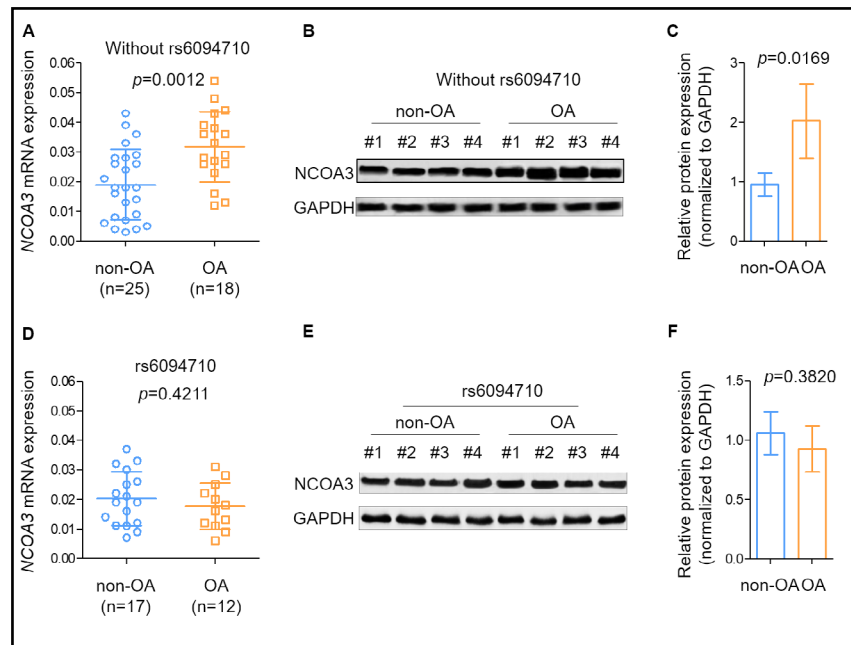 A
Without rs6094710
p=0.0012
NCOA3 mRNA expression
0.06
0.05
0.04
0.03
0.02
0.01
0.00
non-OA
(n=25)
OA
(n=18)
B
Without rs6094710
non-OA
OA
#1 #2 #3 #4 #1 #2 #3 #4
NCOA3
GAPDH
C
p=0.0169
Relative protein expression
(normalized to GAPDH)
3
2
1
0
non-OA OA
D
rs6094710
p=0.4211
NCOA3 mRNA expression
0.06
0.05
0.04
0.03
0.02
0.01
0.00
non-OA
(n=17)
OA
(n=12)
E
rs6094710
non-OA
OA
#1 #2 #3 #4 #1 #2 #3 #4
NCOA3
GAPDH
F
p=0.3820
Relative protein expression
(normalized to GAPDH)
1.5
1.0
0.5
0.0
non-OA OA